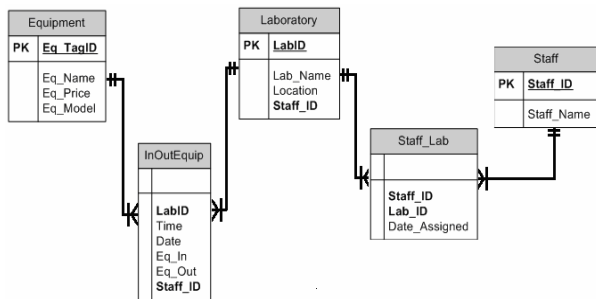 Equipment
PK Eq_TagID
Eq_Name
Eq_Price
Eq_Model
Laboratory
PK LabID
Lab_Name
Location
Staff_ID
Staff
PK Staff_ID
Staff_Name
InOutEquip
LabID
Time
Date
Eq_In
Eq_Out
Staff_ID
Staff_Lab
Staff_ID
Lab_ID
Date_Assigned